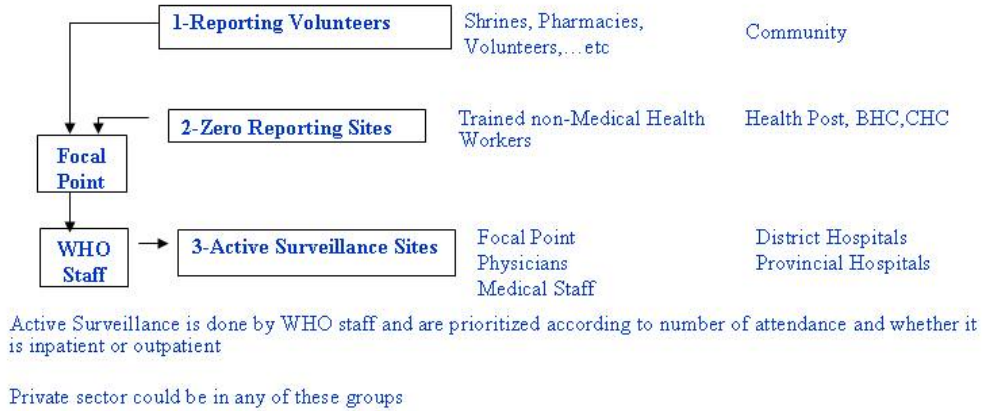 1-Reporting Volunteers
Shrines, Pharmacies,
Volunteers,...etc
Community
2-Zero Reporting Sites
Trained non-Medical Health
Workers
Health Post, BHC,CHC
Focal
Point
WHO
Staff
3-Active Surveillance Sites
Focal Point
Physicians
Medical Staff
District Hospitals
Provincial Hospitals
Active Surveillance is done by WHO staff and are prioritized according to number of attendance and whether it
is inpatient or outpatient
Private sector could be in any of these groups